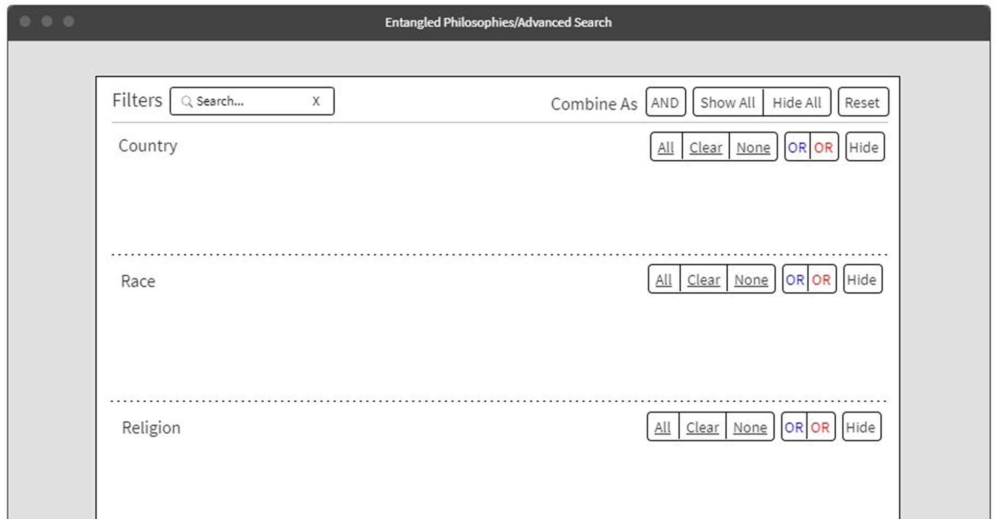 Entangled Philosophies/Advanced Search
Filters Search... X Combine As AND Show All Hide All Reset
Country All Clear None OR OR Hide
Race All Clear None OR OR Hide
Religion All Clear None OR OR Hide